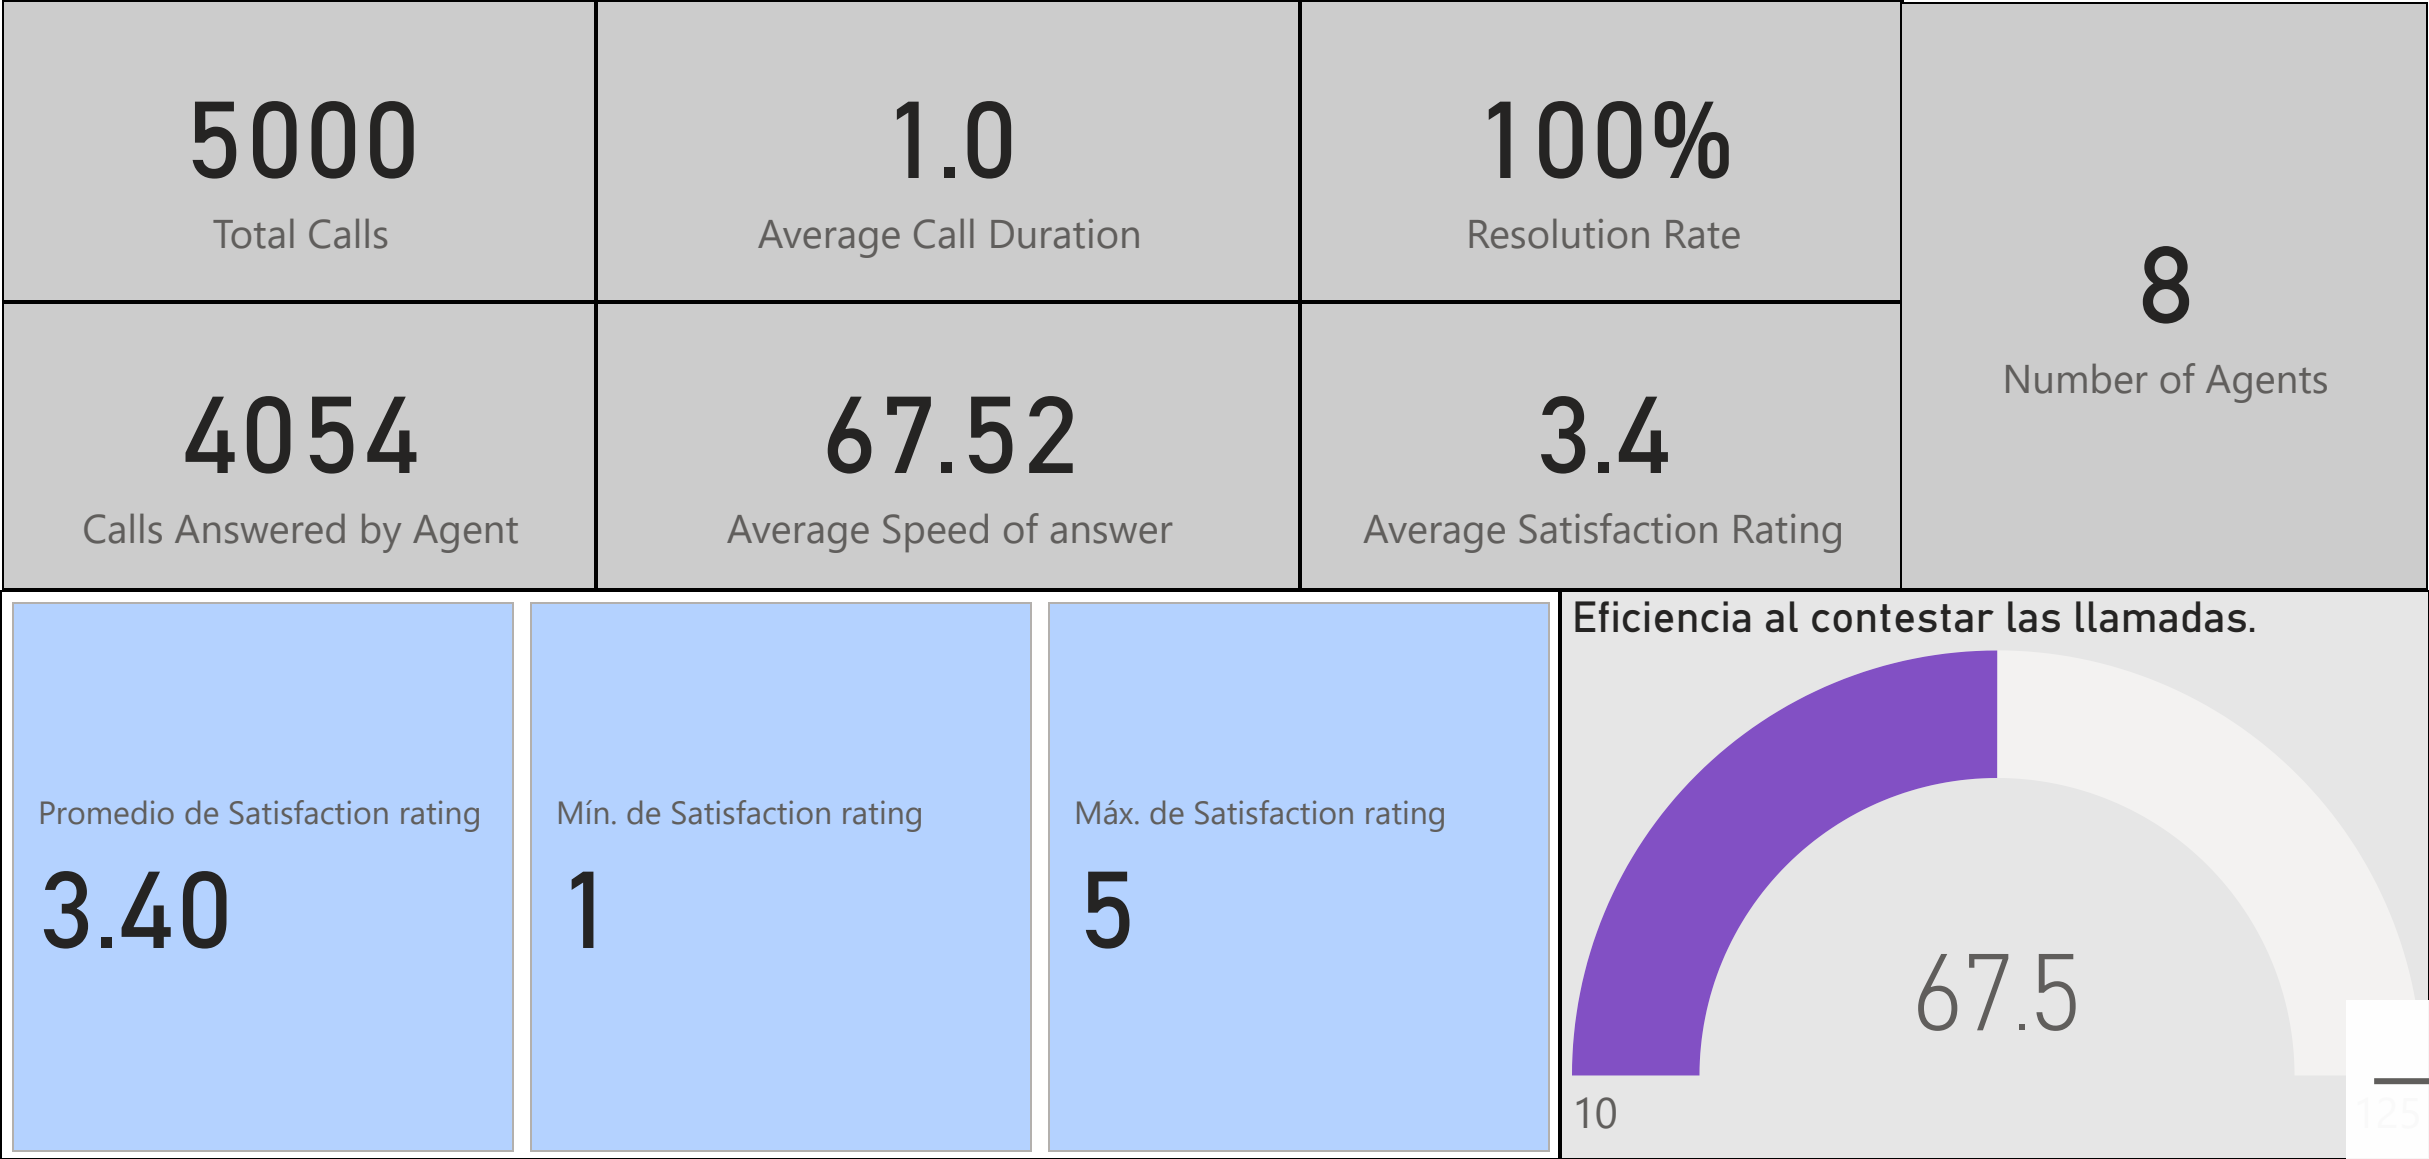 5000
Total Calls
1.0
Average Call Duration
100%
Resolution Rate
8
Number of Agents
4054
Calls Answered by Agent
67.52
Average Speed of answer
3.4
Average Satisfaction Rating
Promedio de Satisfaction rating
3.40
Mín. de Satisfaction rating
1
Máx. de Satisfaction rating
5
Eficiencia al contestar las llamadas.
67.5
10
125